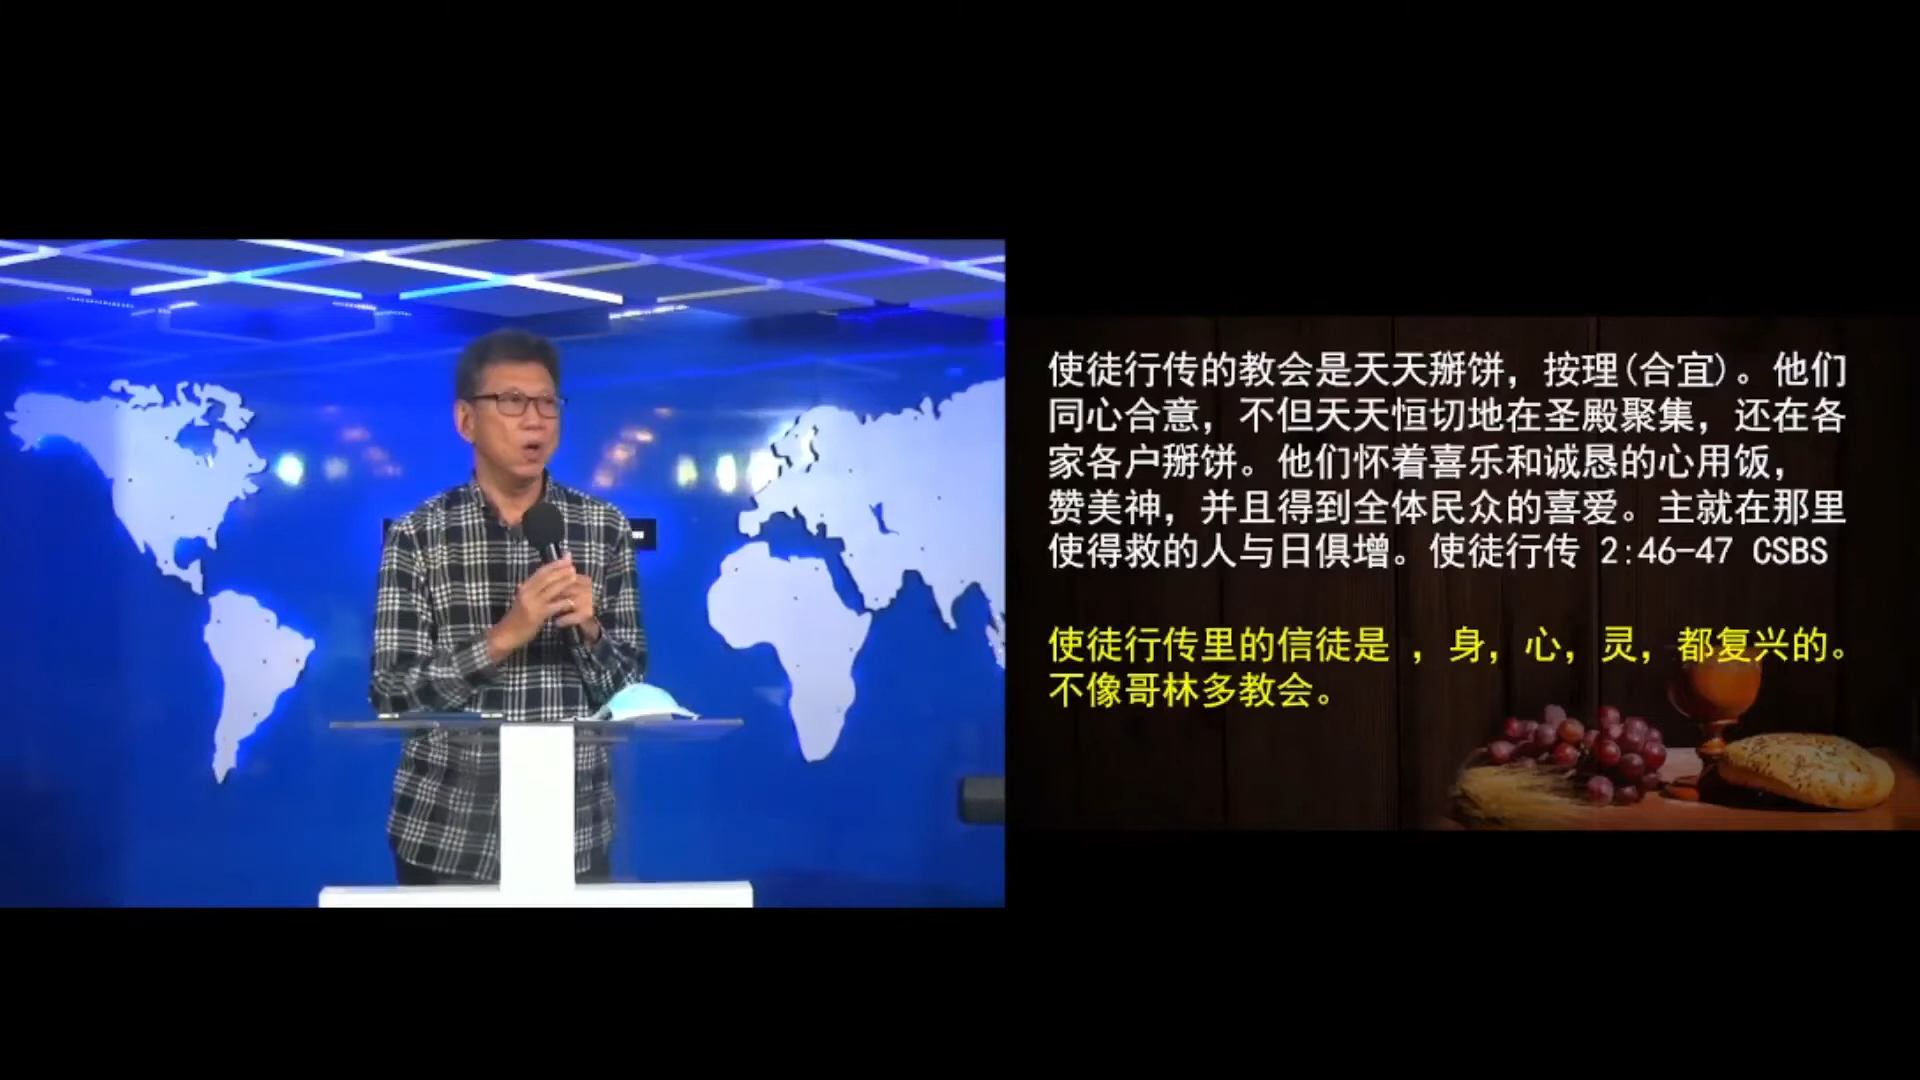 使徒行传的教会是天天掰饼，按理(合宜)。他们
同心合意，不但天天恒切地在圣殿聚集，还在各
家各户掰饼。他们怀着喜乐和诚恳的心用饭，
赞美神，并且得到全体民众的喜爱。主就在那里
使得救的人与日俱增。使徒行传 2:46-47 CSBS
使徒行传里的信徒是 ，身，心，灵，都复兴的。
不像哥林多教会。